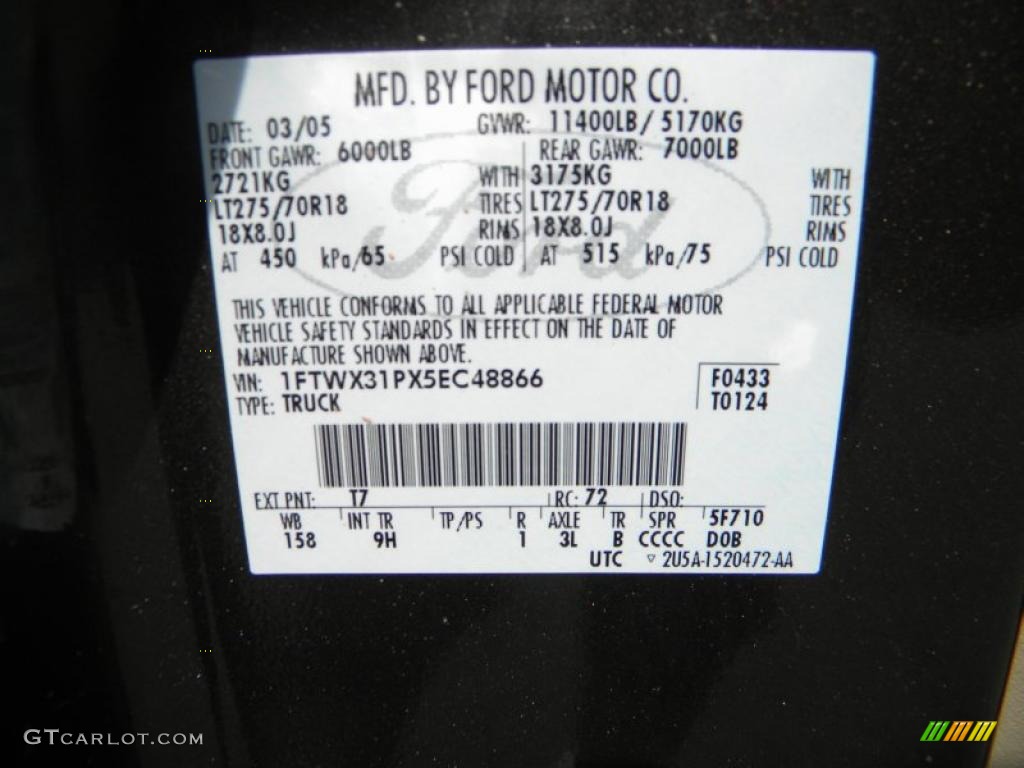 MFD. BY FORD MOTOR CO.
DATE: 03/05 GVWR: 11400LB/ 5170KG
FRONT GAWR: 6000LB REAR GAWR: 7000LB
2721KG WITH 3175KG WITH
LT275/70R18 TIRES LT275/70R18 TIRES
18X8.0J RIMS 18X8.0J RIMS
AT 450 kPa/65 PSI COLD AT 515 kPa/75 PSI COLD
Ford
THIS VEHICLE CONFORMS TO ALL APPLICABLE FEDERAL MOTOR
VEHICLE SAFETY STANDARDS IN EFFECT ON THE DATE OF
MANUFACTURE SHOWN ABOVE.
VIN: 1FTWX31PX5EC48866 F0433
TYPE: TRUCK T0124
EXT PNT: T7 RC: 72 DSO:
WB INT TR TP/PS R AXLE TR SPR 5F710
158 9H 1 3L B CCCC D0B
UTC ▽ 2U5A-1520472-AA
GTCARLOT.COM